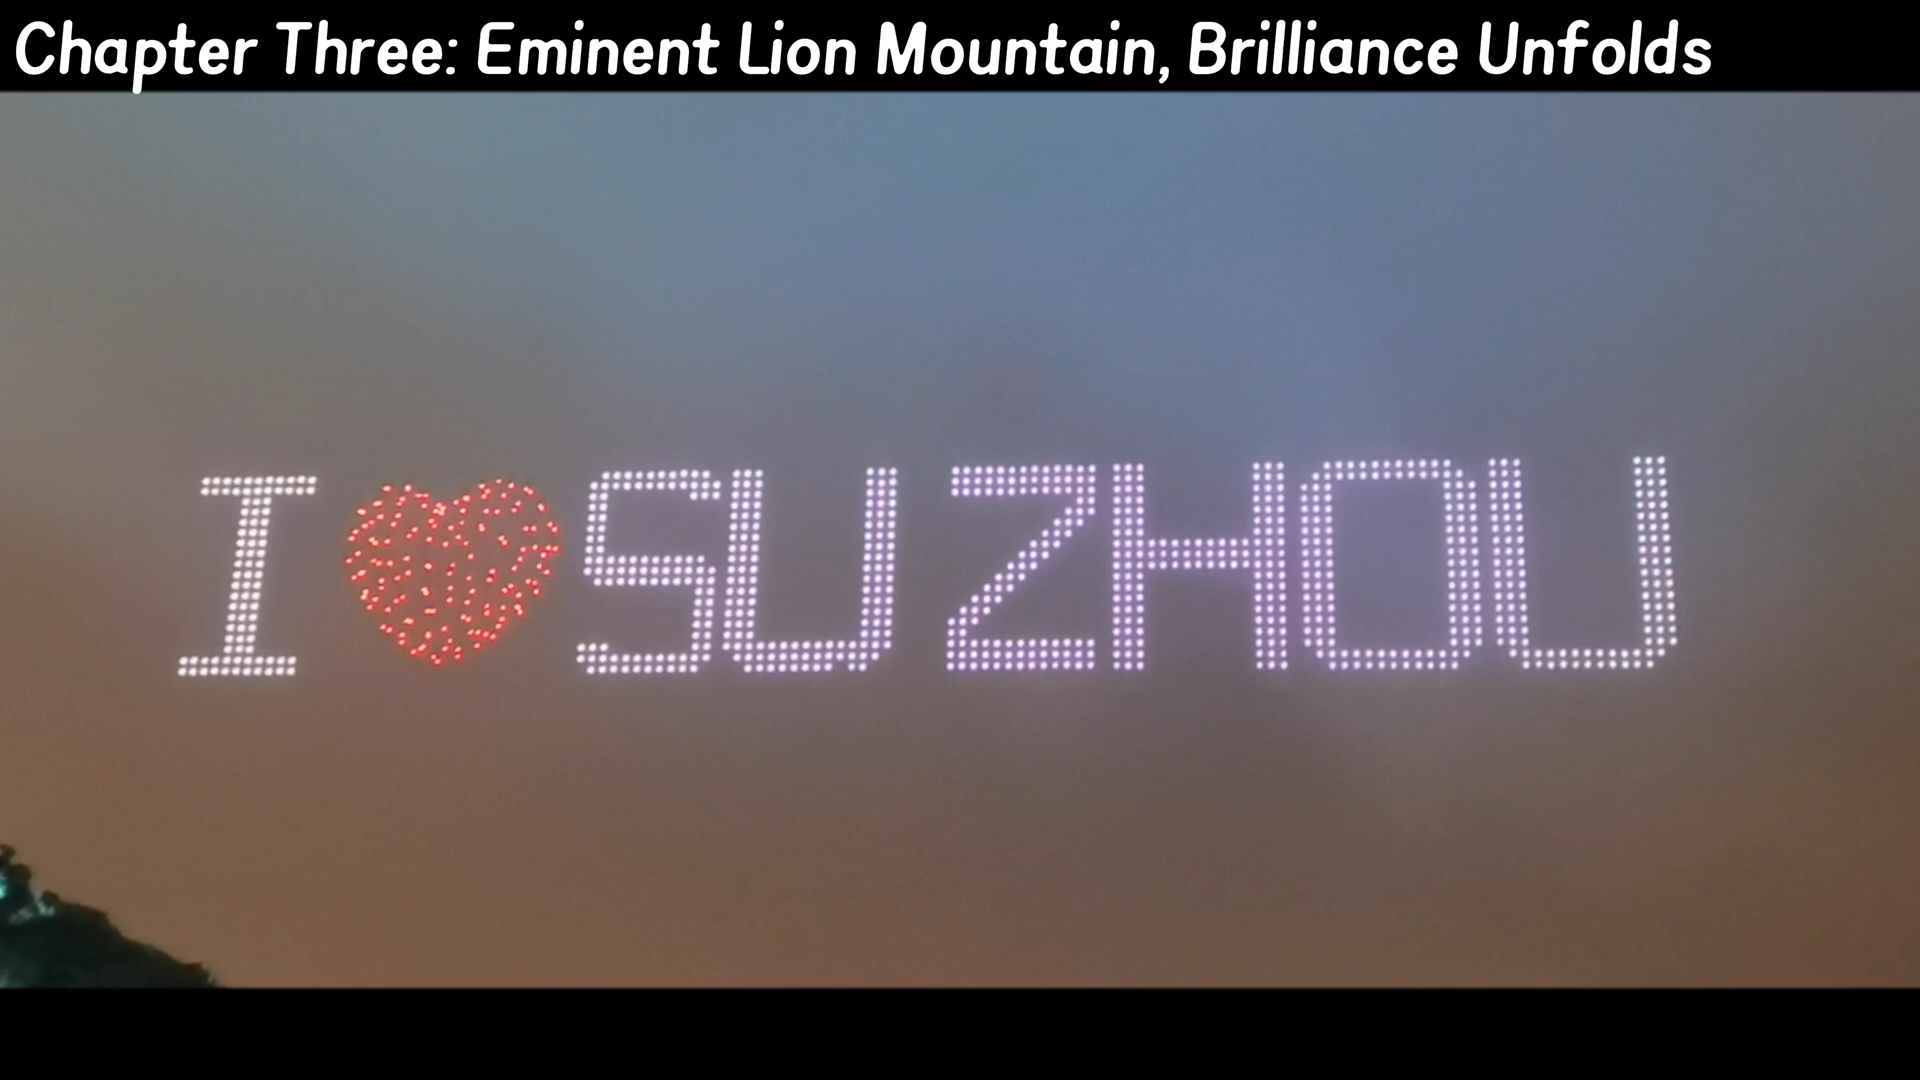 Chapter Three: Eminent Lion Mountain, Brilliance Unfolds
I ❤ SUZHOU